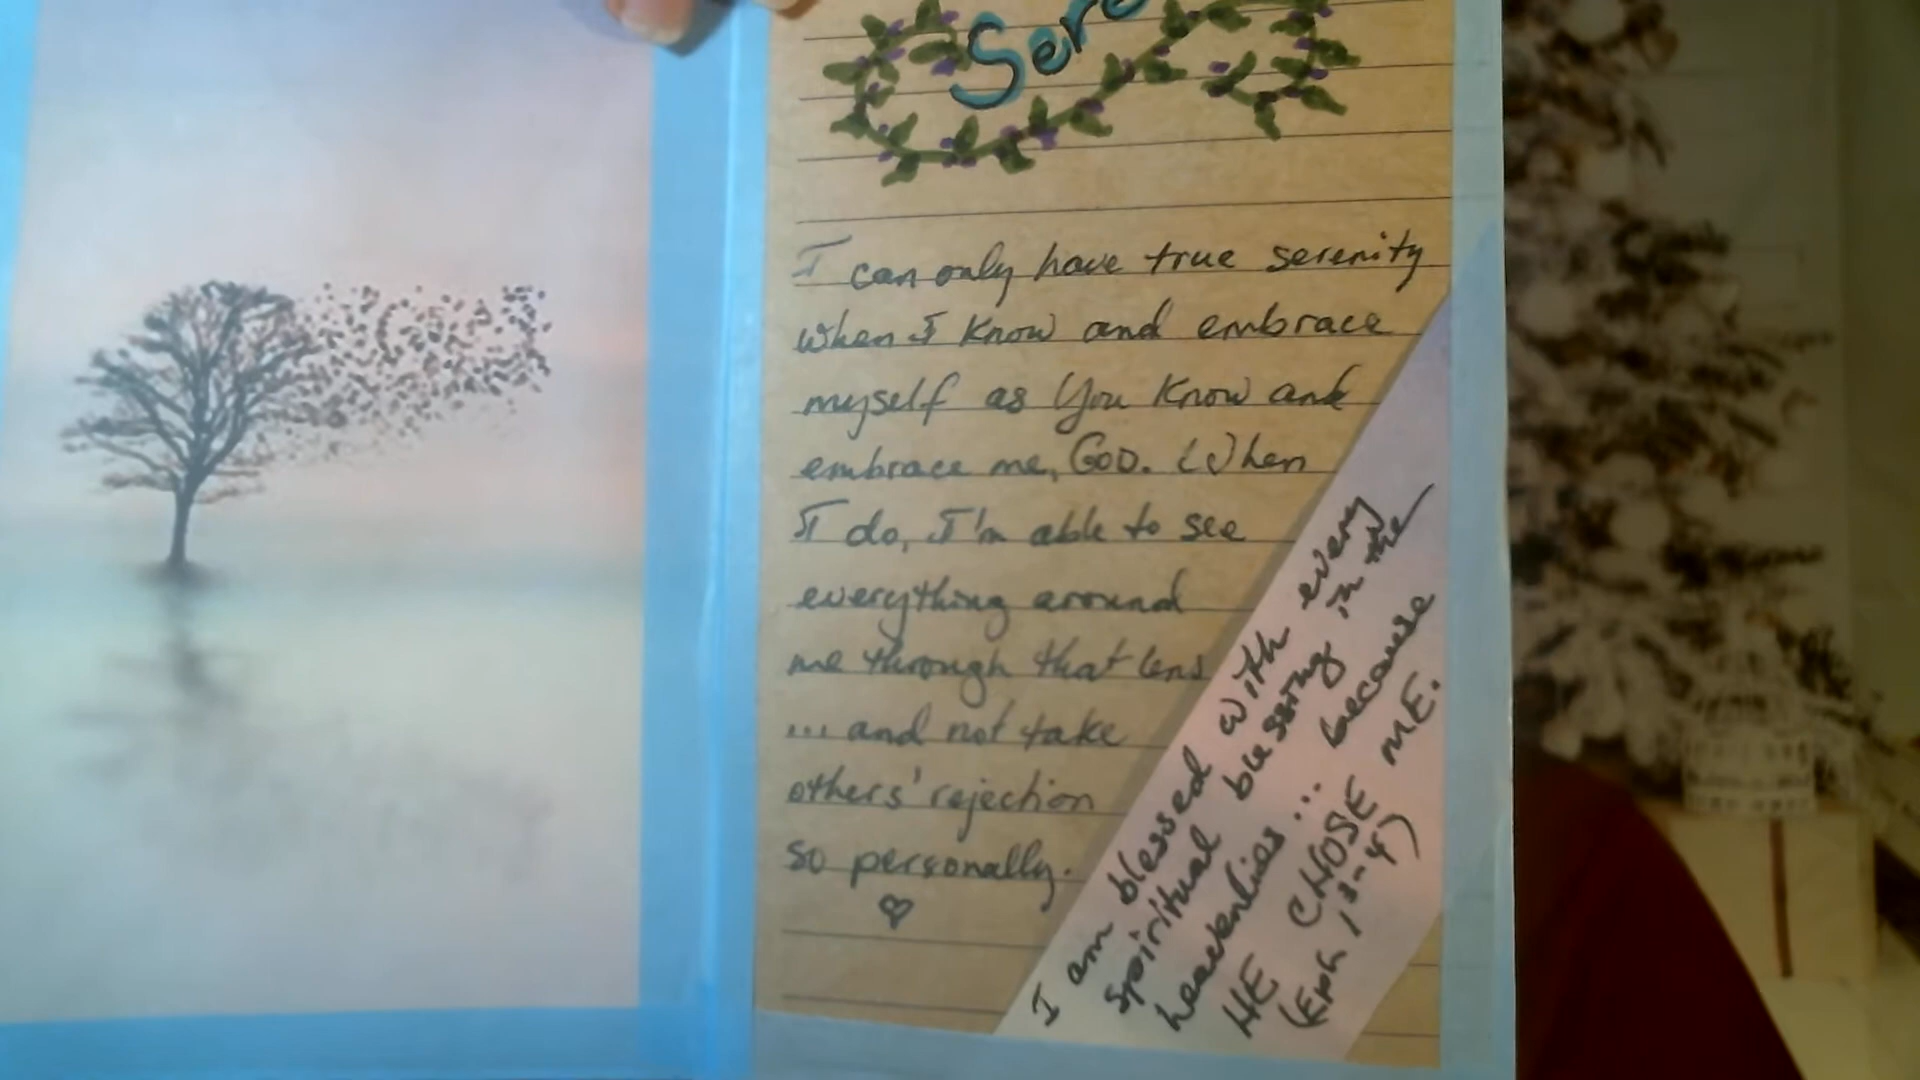 Sere
I can only have true serenity
when I know and embrace
myself as You know and
embrace me, GOD. When
I do, I'm able to see
everything around
me through that lens
... and not take
others' rejection
so personally.
I am blessed with every
spiritual blessing in the
heavenlies... because
HE CHOSE ME.
(Eph 1 3-4)